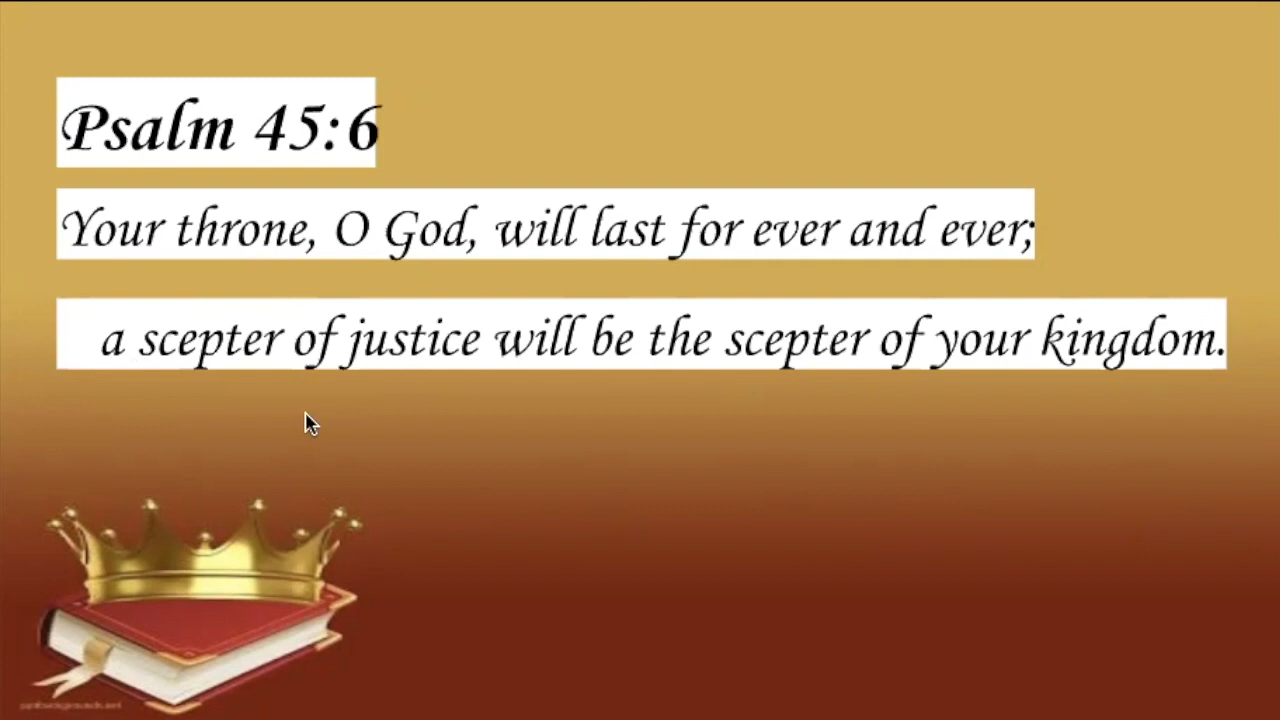 Psalm 45:6
Your throne, O God, will last for ever and ever;
a scepter of justice will be the scepter of your kingdom.